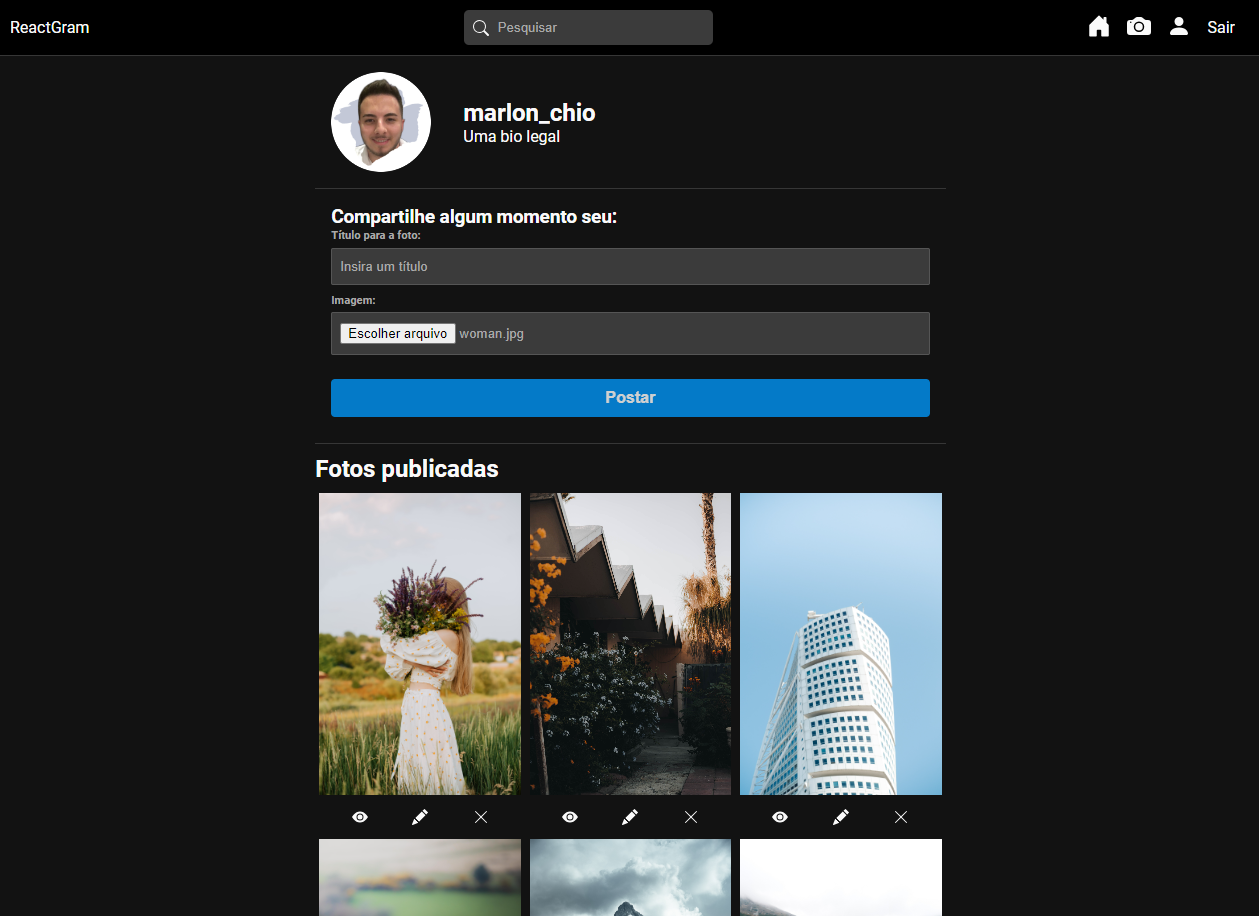 ReactGram
Pesquisar
Sair
marlon_chio
Uma bio legal
Compartilhe algum momento seu:
Título para a foto:
Insira um título
Imagem:
Escolher arquivo woman.jpg
Postar
Fotos publicadas